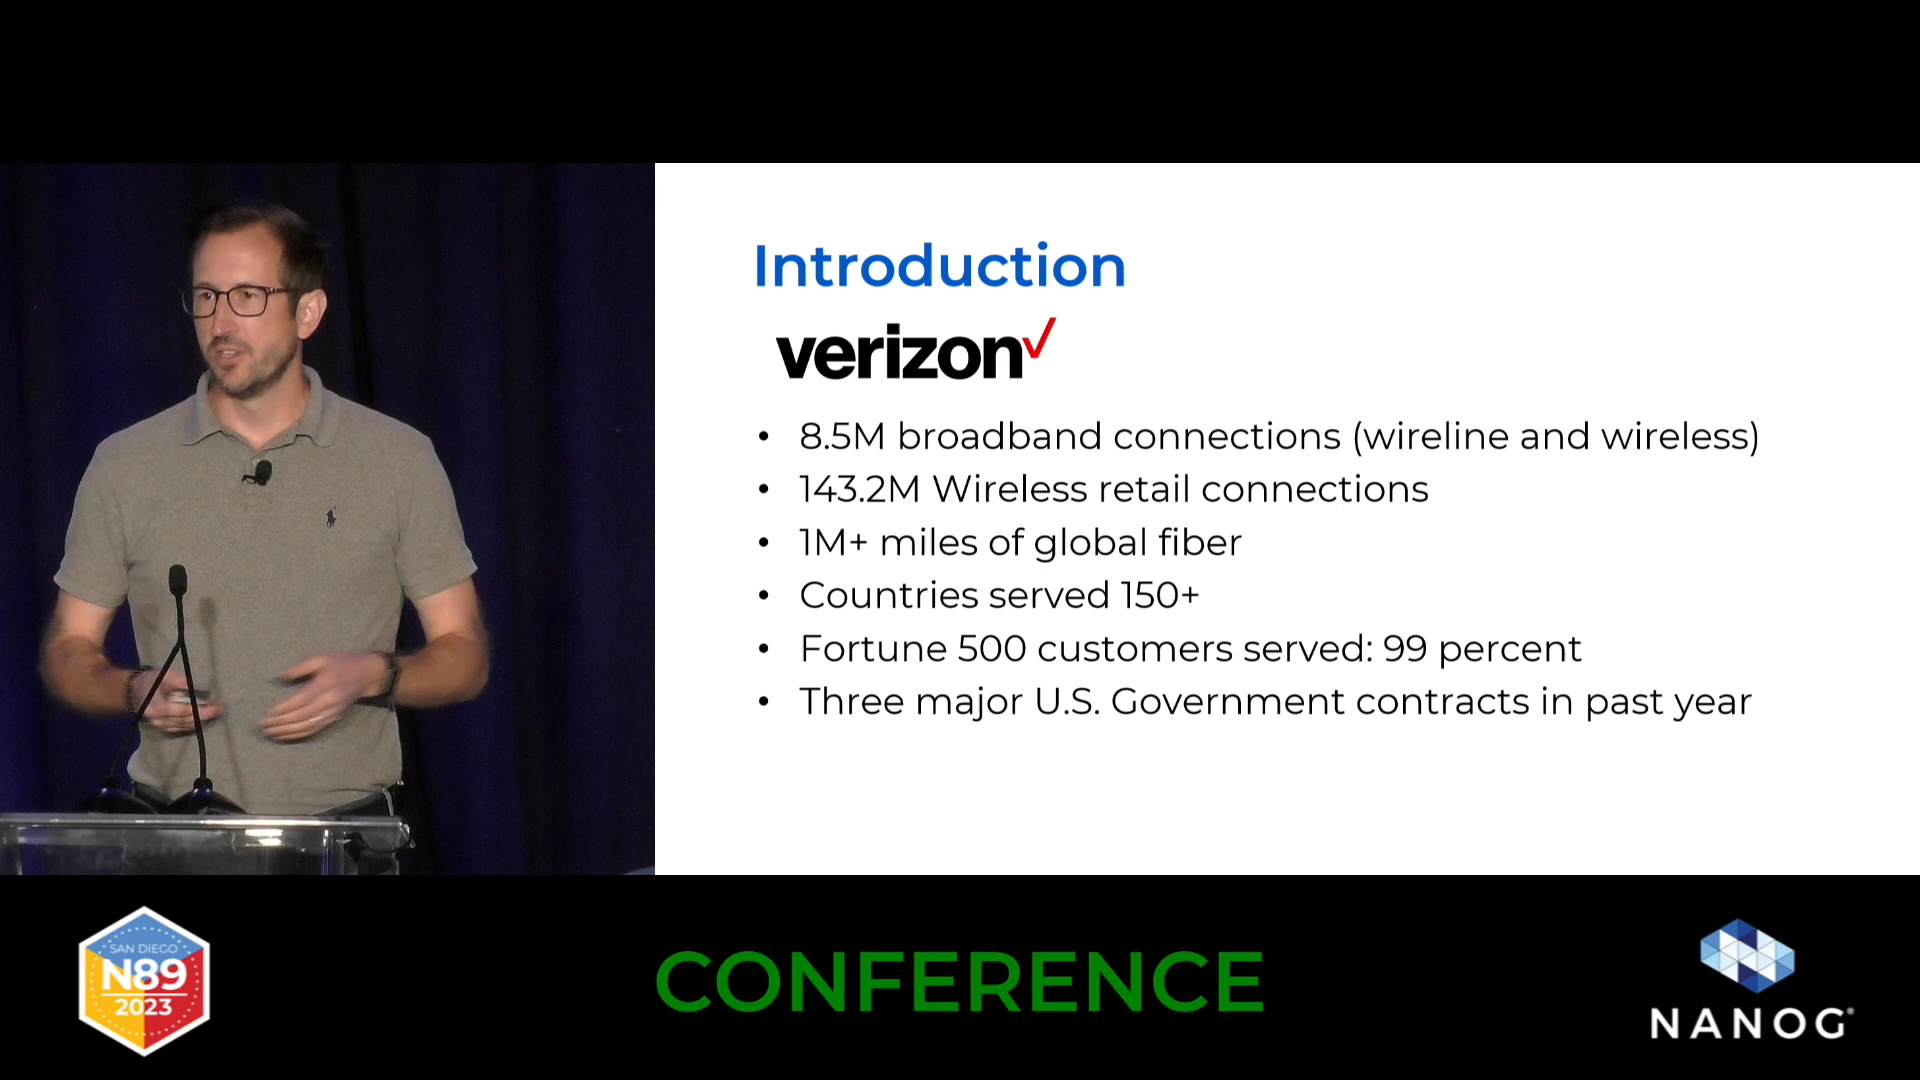 Introduction
verizon
• 8.5M broadband connections (wireline and wireless)
• 143.2M Wireless retail connections
• 1M+ miles of global fiber
• Countries served 150+
• Fortune 500 customers served: 99 percent
• Three major U.S. Government contracts in past year
SAN DIEGO
N89
2023
CONFERENCE
NANOG®